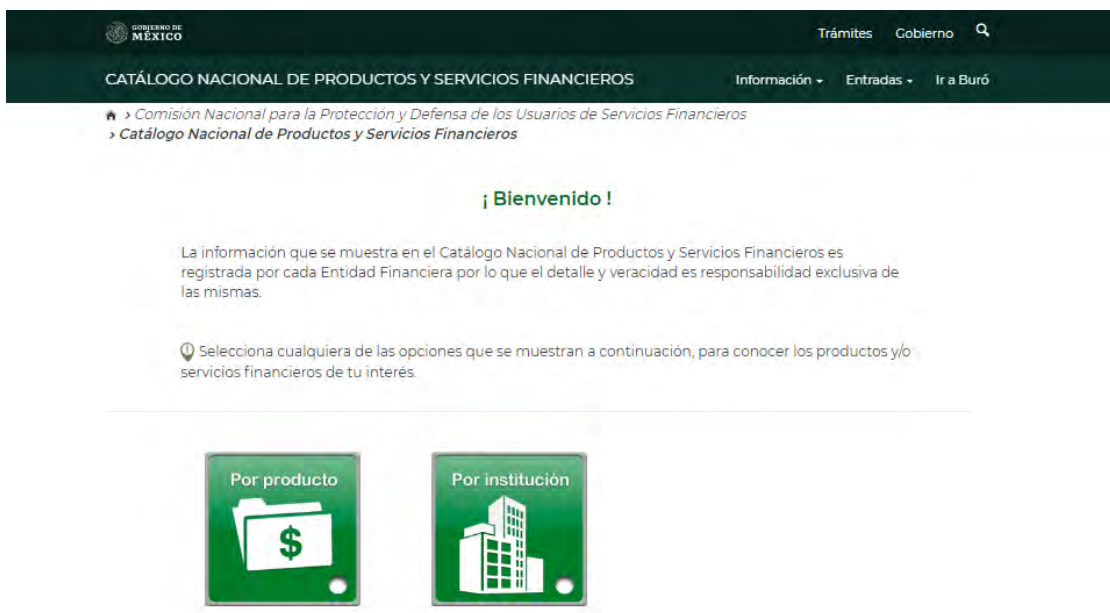 GOBIERNO DE
MÉXICO
Trámites Gobierno
CATÁLOGO NACIONAL DE PRODUCTOS Y SERVICIOS FINANCIEROS Información Entradas Ir a Buró
> Comisión Nacional para la Protección y Defensa de los Usuarios de Servicios Financieros
> Catálogo Nacional de Productos y Servicios Financieros
¡ Bienvenido !
La información que se muestra en el Catálogo Nacional de Productos y Servicios Financieros es
registrada por cada Entidad Financiera por lo que el detalle y veracidad es responsabilidad exclusiva de
las mismas.
Selecciona cualquiera de las opciones que se muestran a continuación, para conocer los productos y/o
servicios financieros de tu interés.
Por producto Por institución
$